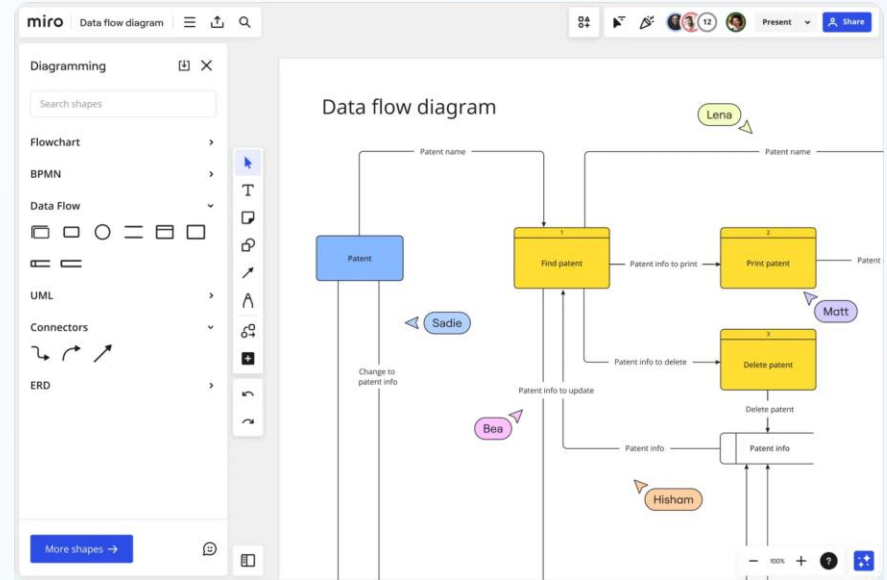 miro
Data flow diagram
12
Present
Share
Diagramming
Search shapes
Flowchart
BPMN
Data Flow
UML
Connectors
ERD
More shapes →
T
Data flow diagram
Lena
Patent name
Patent name
Patent
1
Find patent
Patent info to print
2
Print patent
Patent
Matt
Sadie
3
Delete patent
Patent info to delete
Change to
patent info
Patent info to update
Bea
Delete patent
Patent info
Patent info
Hisham
100%
?